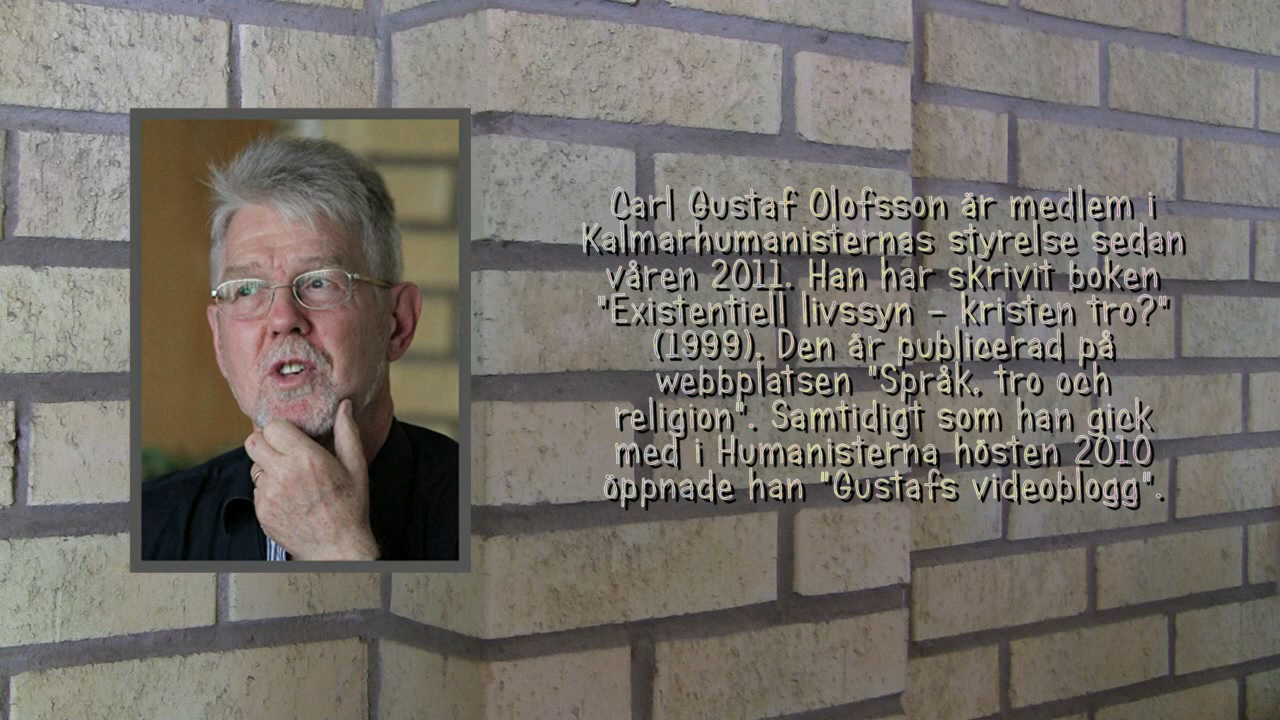 Carl Gustaf Olofsson är medlem i
Kalmarhumanisternas styrelse sedan
våren 2011. Han har skrivit boken
"Existentiell livssyn - kristen tro?"
(1999). Den är publicerad på
webbplatsen "Språk, tro och
religion". Samtidigt som han gick
med i Humanisterna hösten 2010
öppnade han "Gustafs videoblogg".